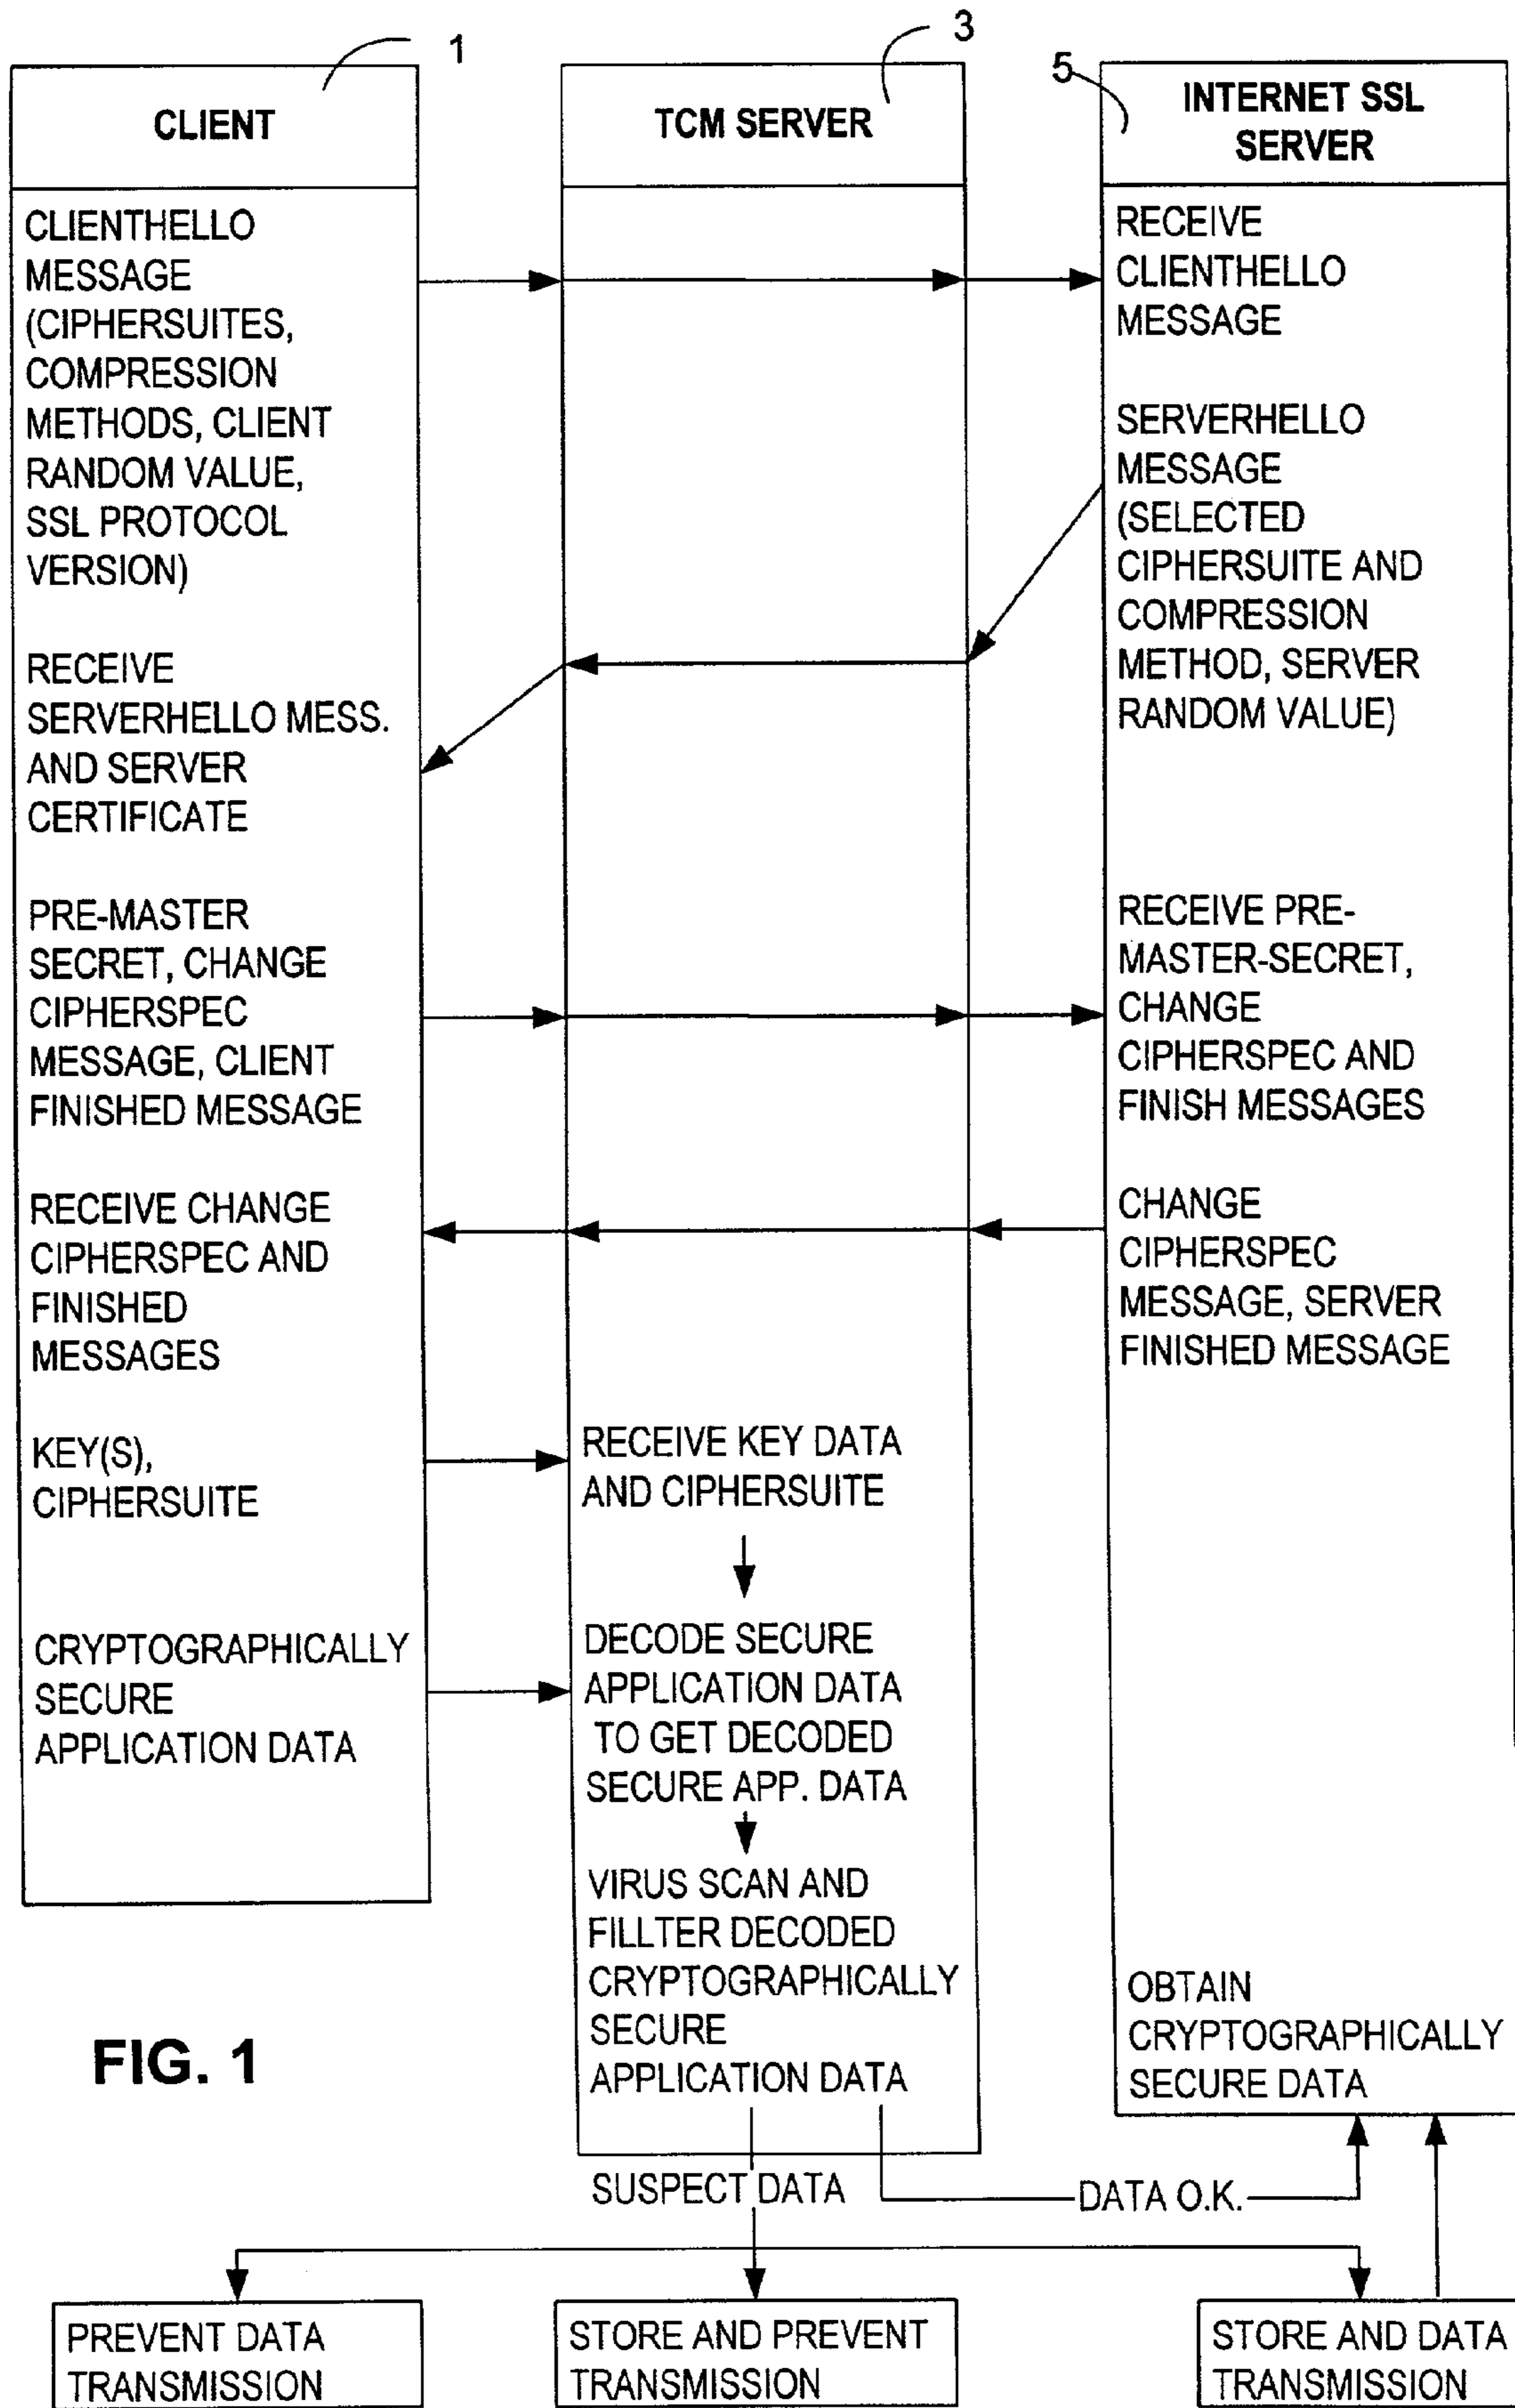 1
3
5
CLIENT
TCM SERVER
INTERNET SSL
SERVER
CLIENTHELLO
MESSAGE
(CIPHERSUITES,
COMPRESSION
METHODS, CLIENT
RANDOM VALUE,
SSL PROTOCOL
VERSION)
RECEIVE
SERVERHELLO MESS.
AND SERVER
CERTIFICATE
PRE-MASTER
SECRET, CHANGE
CIPHERSPEC
MESSAGE, CLIENT
FINISHED MESSAGE
RECEIVE CHANGE
CIPHERSPEC AND
FINISHED
MESSAGES
KEY(S),
CIPHERSUITE
CRYPTOGRAPHICALLY
SECURE
APPLICATION DATA
RECEIVE KEY DATA
AND CIPHERSUITE
DECODE SECURE
APPLICATION DATA
TO GET DECODED
SECURE APP. DATA
VIRUS SCAN AND
FILLTER DECODED
CRYPTOGRAPHICALLY
SECURE
APPLICATION DATA
RECEIVE
CLIENTHELLO
MESSAGE
SERVERHELLO
MESSAGE
(SELECTED
CIPHERSUITE AND
COMPRESSION
METHOD, SERVER
RANDOM VALUE)
RECEIVE PRE-
MASTER-SECRET,
CHANGE
CIPHERSPEC AND
FINISH MESSAGES
CHANGE
CIPHERSPEC
MESSAGE, SERVER
FINISHED MESSAGE
OBTAIN
CRYPTOGRAPHICALLY
SECURE DATA
FIG. 1
SUSPECT DATA
DATA O.K.
PREVENT DATA
TRANSMISSION
STORE AND PREVENT
TRANSMISSION
STORE AND DATA
TRANSMISSION